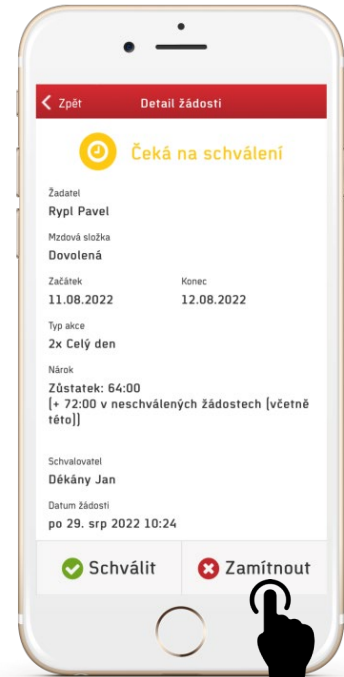 Zpět Detail žádosti
Čeká na schválení
Žadatel
Rypl Pavel
Mzdová složka
Dovolená
Začátek Konec
11.08.2022 12.08.2022
Typ akce
2x Celý den
Nárok
Zůstatek: 64:00
(+ 72:00 v neschválených žádostech (včetně
této))
Schvalovatel
Dékány Jan
Datum žádosti
po 29. srp 2022 10:24
Schválit Zamítnout